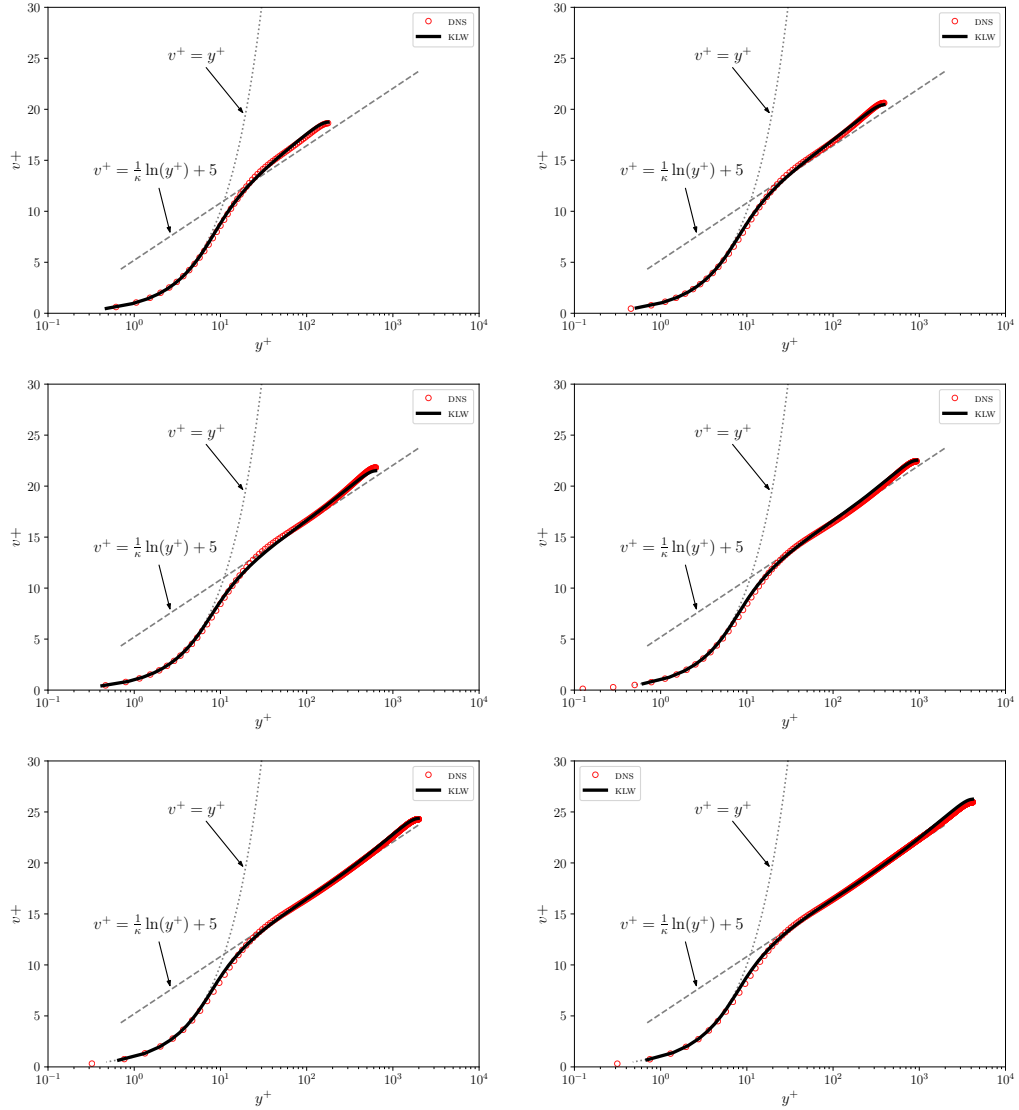 30
25
20
15
10
5
0
v+
v⁺ = y⁺
v⁺ = 1/κ ln(y⁺) + 5
DNS
KLW
10⁻¹ 10⁰ 10¹ 10² 10³ 10⁴
y⁺
30
25
20
15
10
5
0
v+
v⁺ = y⁺
v⁺ = 1/κ ln(y⁺) + 5
DNS
KLW
10⁻¹ 10⁰ 10¹ 10² 10³ 10⁴
y⁺
30
25
20
15
10
5
0
v+
v⁺ = y⁺
v⁺ = 1/κ ln(y⁺) + 5
DNS
KLW
10⁻¹ 10⁰ 10¹ 10² 10³ 10⁴
y⁺
30
25
20
15
10
5
0
v+
v⁺ = y⁺
v⁺ = 1/κ ln(y⁺) + 5
DNS
KLW
10⁻¹ 10⁰ 10¹ 10² 10³ 10⁴
y⁺
30
25
20
15
10
5
0
v+
v⁺ = y⁺
v⁺ = 1/κ ln(y⁺) + 5
DNS
KLW
10⁻¹ 10⁰ 10¹ 10² 10³ 10⁴
y⁺
30
25
20
15
10
5
0
v+
DNS
KLW
v⁺ = y⁺
v⁺ = 1/κ ln(y⁺) + 5
10⁻¹ 10⁰ 10¹ 10² 10³ 10⁴
y⁺